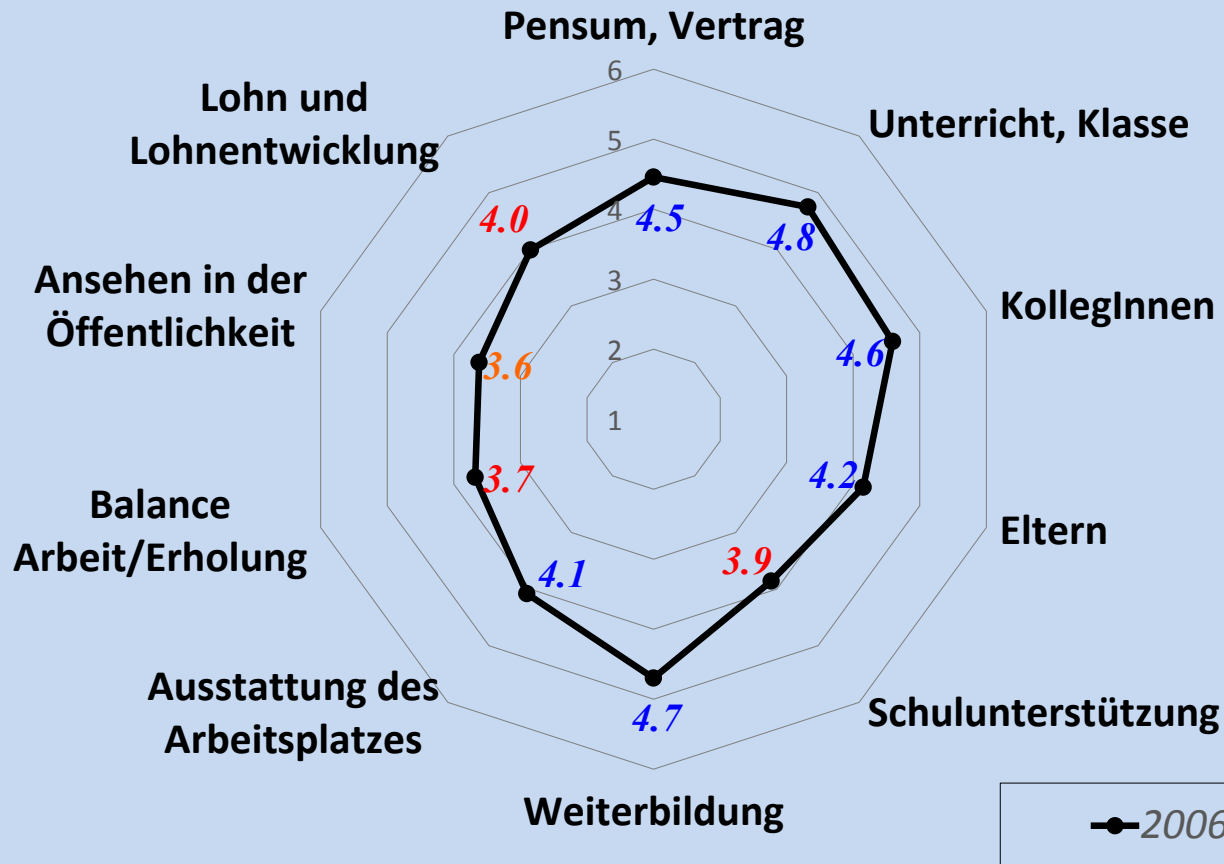 Pensum, Vertrag
6
Lohn und
Lohnentwicklung
Unterricht, Klasse
5
4.0
4
4.5
4.8
Ansehen in der
Öffentlichkeit
KollegInnen
3
3.6
4.6
2
1
Balance
Arbeit/Erholung
3.7
4.2
Eltern
3.9
4.1
Ausstattung des
Arbeitsplatzes
4.7
Schulunterstützung
Weiterbildung
2006